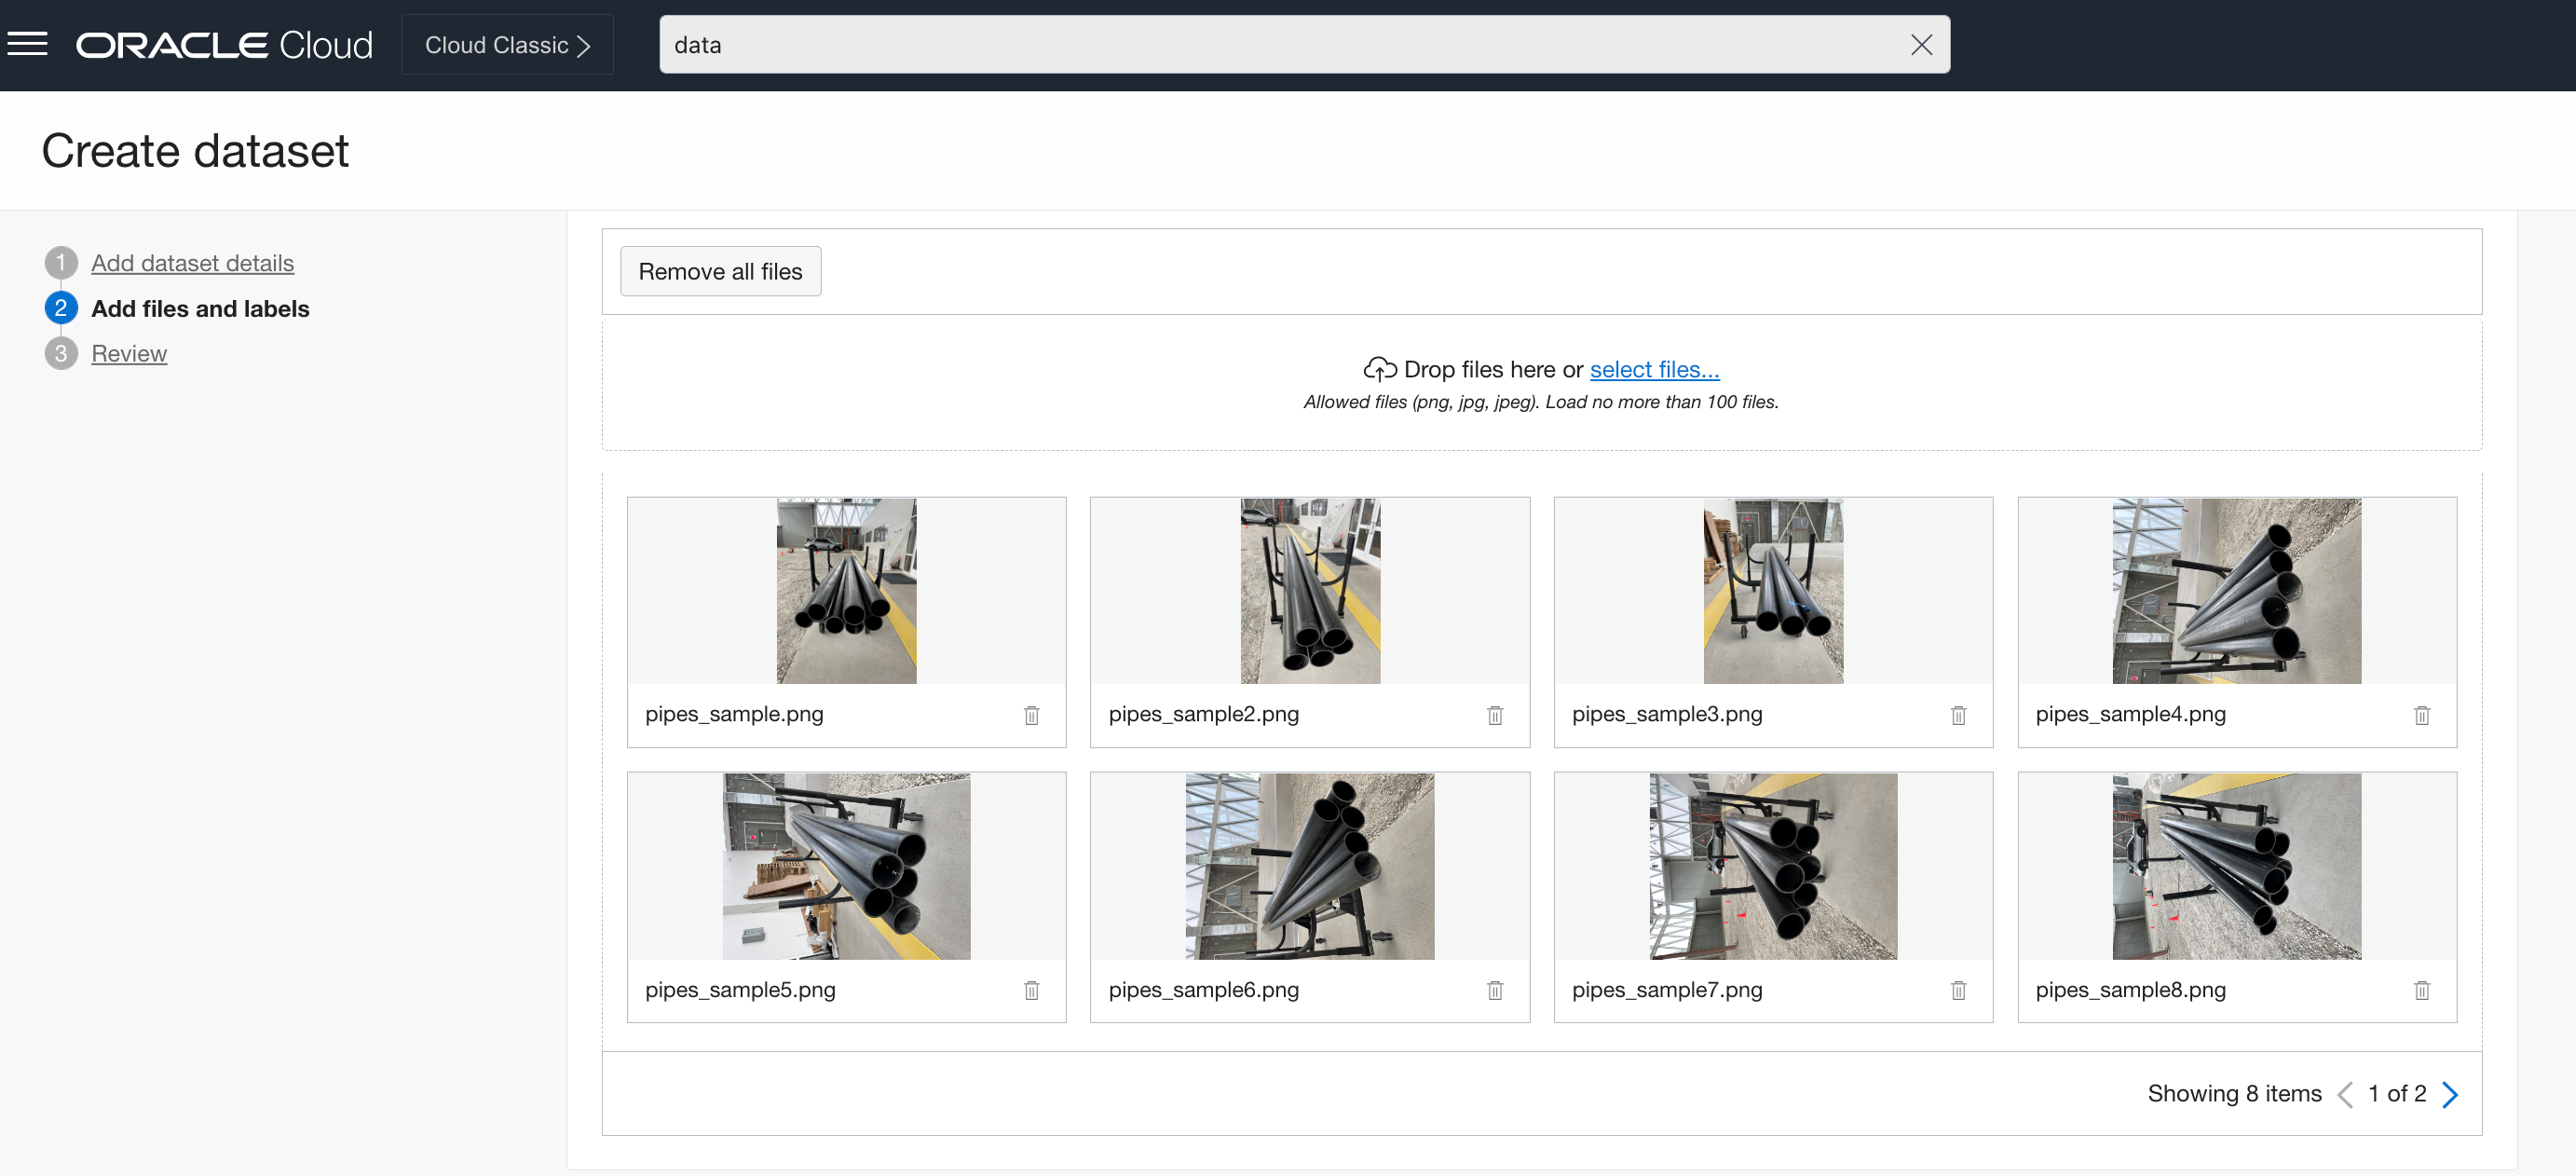 ORACLE Cloud
Cloud Classic
data
Create dataset
1 Add dataset details
2 Add files and labels
3 Review
Remove all files
Drop files here or select files...
Allowed files (png, jpg, jpeg). Load no more than 100 files.
pipes_sample.png
pipes_sample2.png
pipes_sample3.png
pipes_sample4.png
pipes_sample5.png
pipes_sample6.png
pipes_sample7.png
pipes_sample8.png
Showing 8 items 1 of 2